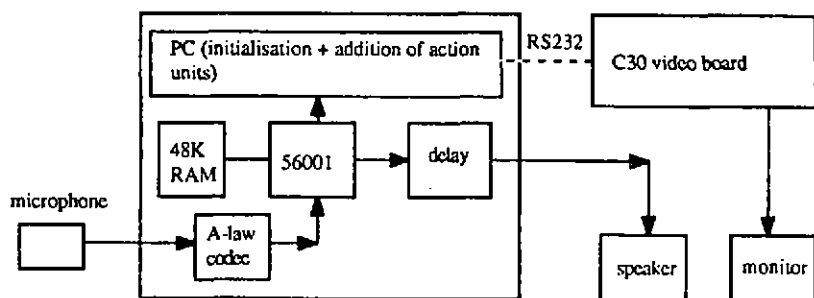 PC (initialisation + addition of action
units)
RS232
C30 video board
48K
RAM
56001
delay
microphone
A-law
codec
speaker
monitor